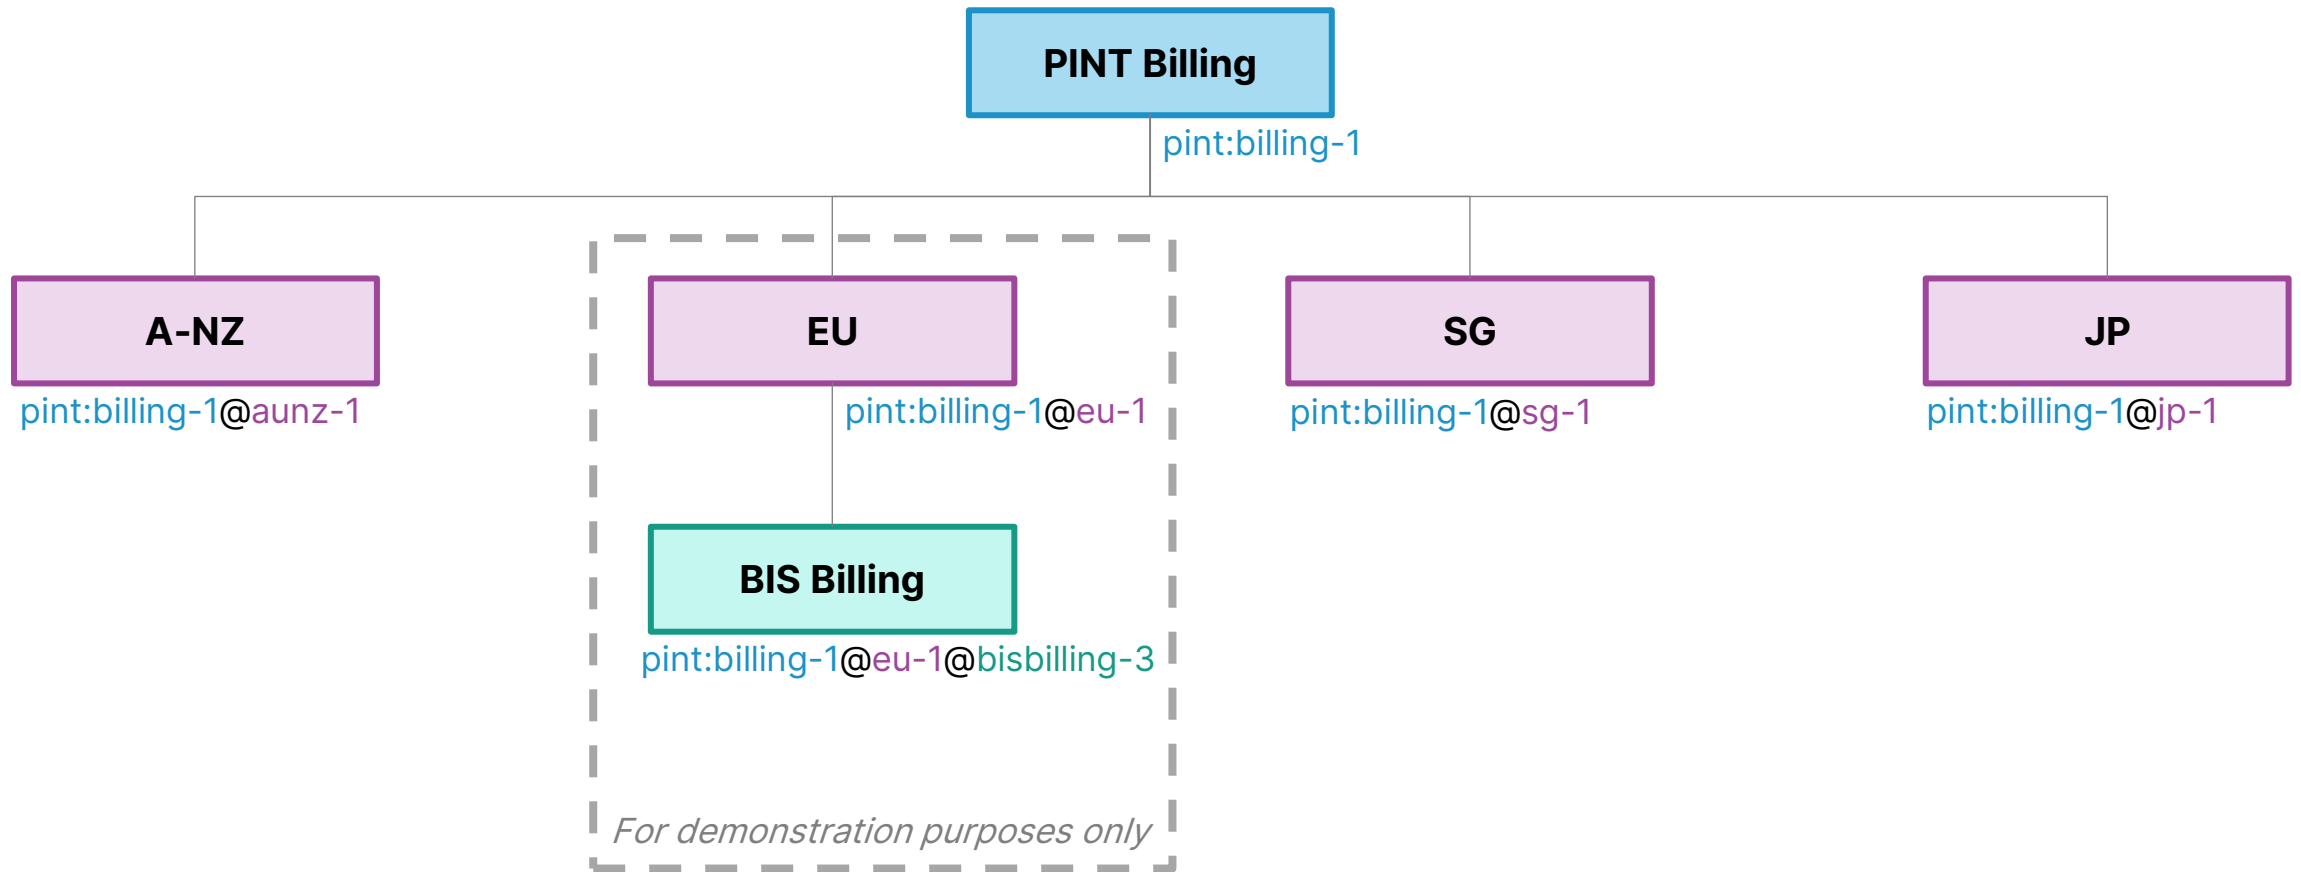 PINT Billing
pint:billing-1
A-NZ
EU
SG
JP
pint:billing-1@aunz-1
pint:billing-1@eu-1
pint:billing-1@sg-1
pint:billing-1@jp-1
BIS Billing
pint:billing-1@eu-1@bisbilling-3
For demonstration purposes only